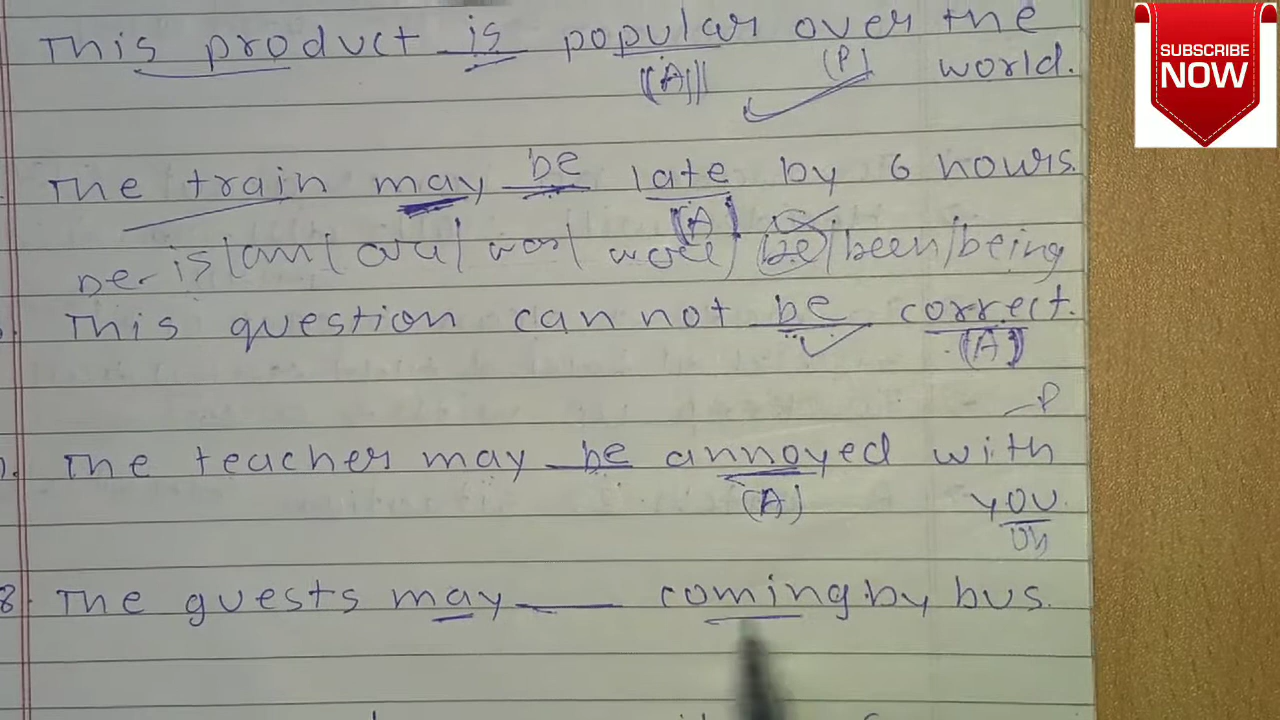 This product is popular over the
(A) (P) world.
SUBSCRIBE
NOW
The train may be late by 6 hours.
(A)
is/am/are/was/were/be/been/being
This question can not be correct.
(A)
P
The teacher may be annoyed with
(A) you.
8. The guests may ___ coming by bus.